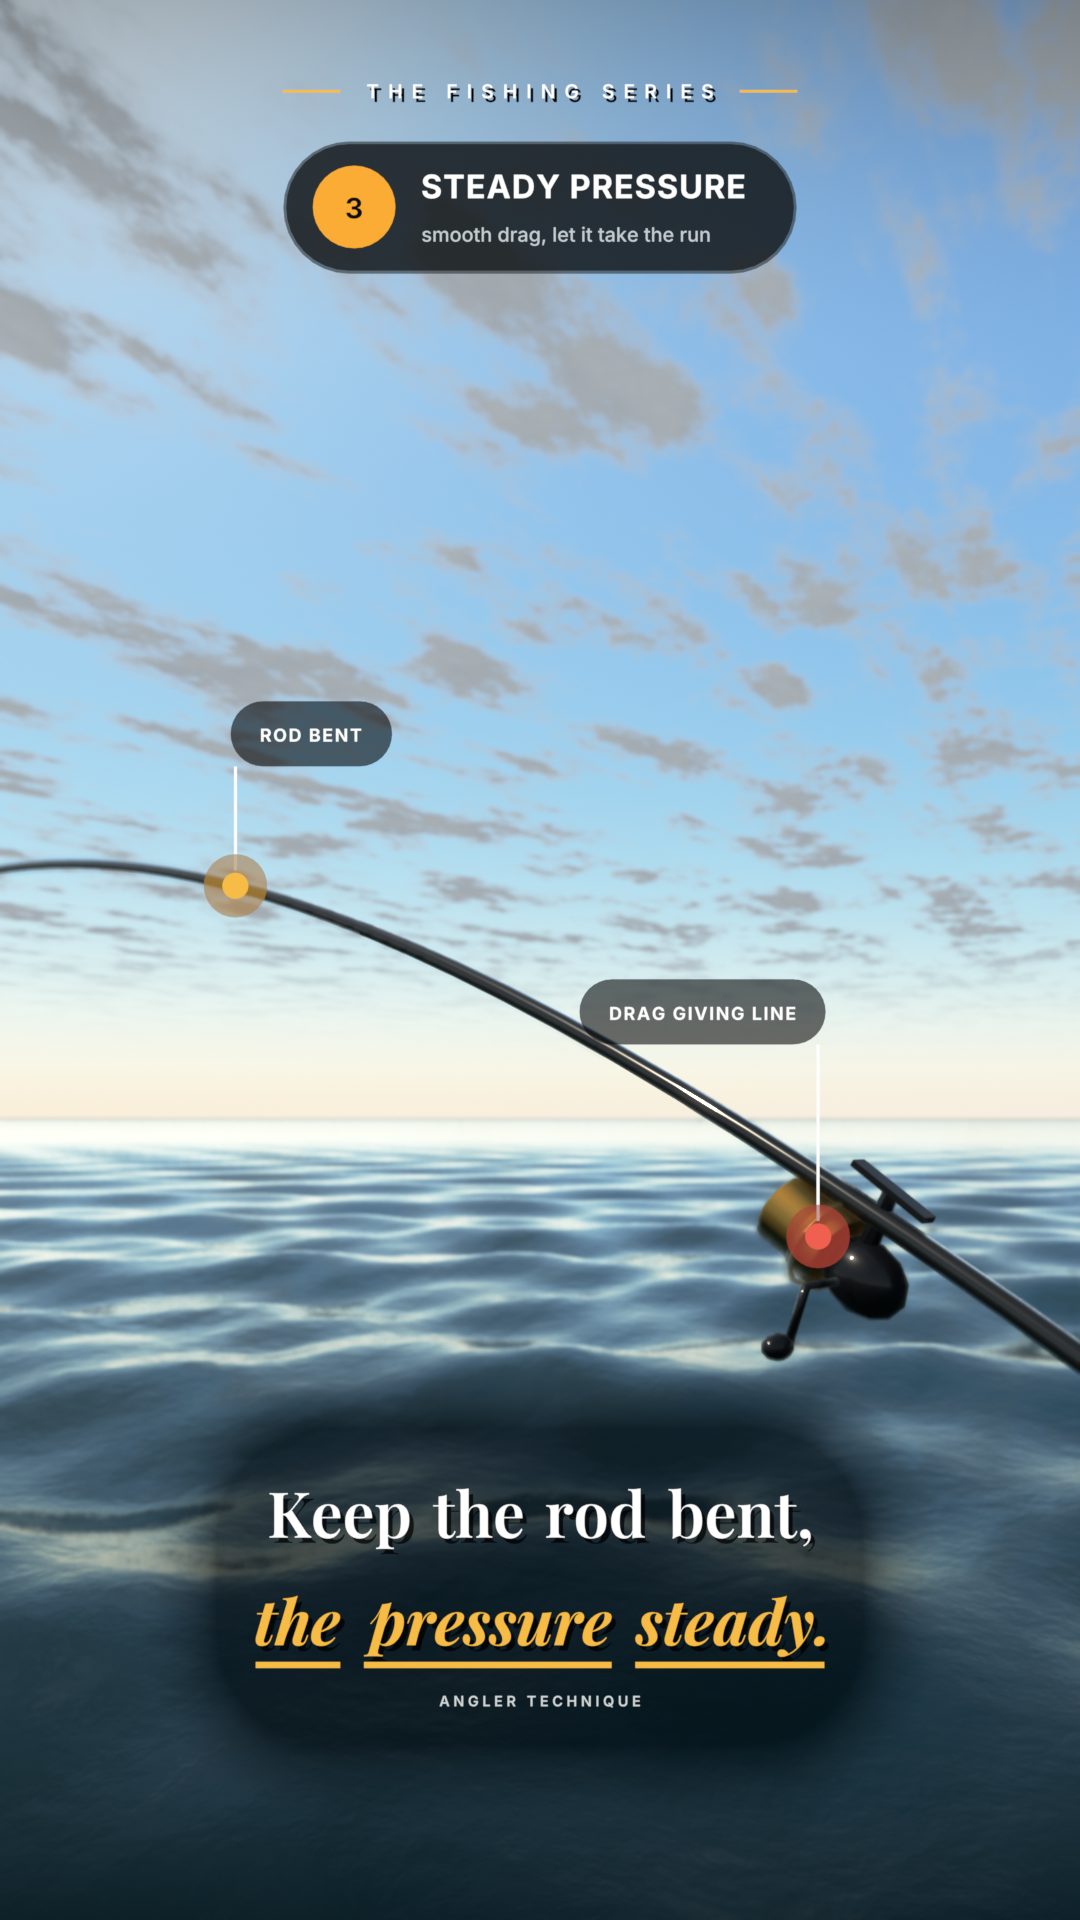 THE FISHING SERIES
3
STEADY PRESSURE
smooth drag, let it take the run
ROD BENT
DRAG GIVING LINE
Keep the rod bent,
the pressure steady.
ANGLER TECHNIQUE